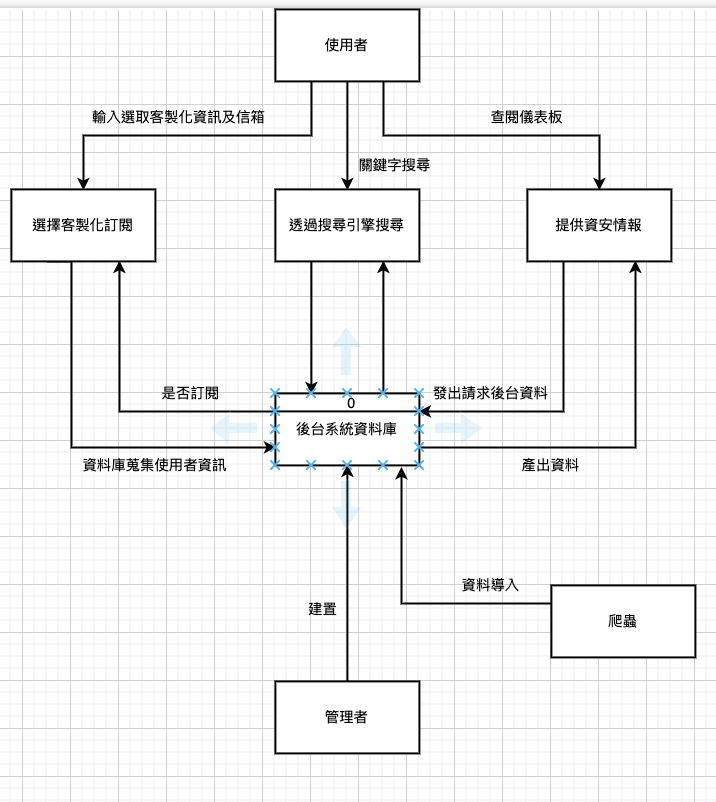 使用者
輸入選取客製化資訊及信箱
查閱儀表板
關鍵字搜尋
選擇客製化訂閱
透過搜尋引擎搜尋
提供資安情報
是否訂閱
發出請求後台資料
0
後台系統資料庫
資料庫蒐集使用者資訊
產出資料
資料導入
建置
爬蟲
管理者